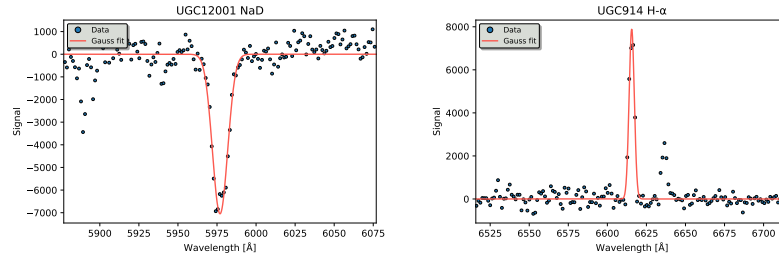 UGC12001 NaD
Data
Gauss fit
1000
0
−1000
−2000
−3000
−4000
−5000
−6000
−7000
Signal
5900 5925 5950 5975 6000 6025 6050 6075
Wavelength [Å]
UGC914 H-α
Data
Gauss fit
8000
6000
4000
2000
0
Signal
6525 6550 6575 6600 6625 6650 6675 6700
Wavelength [Å]